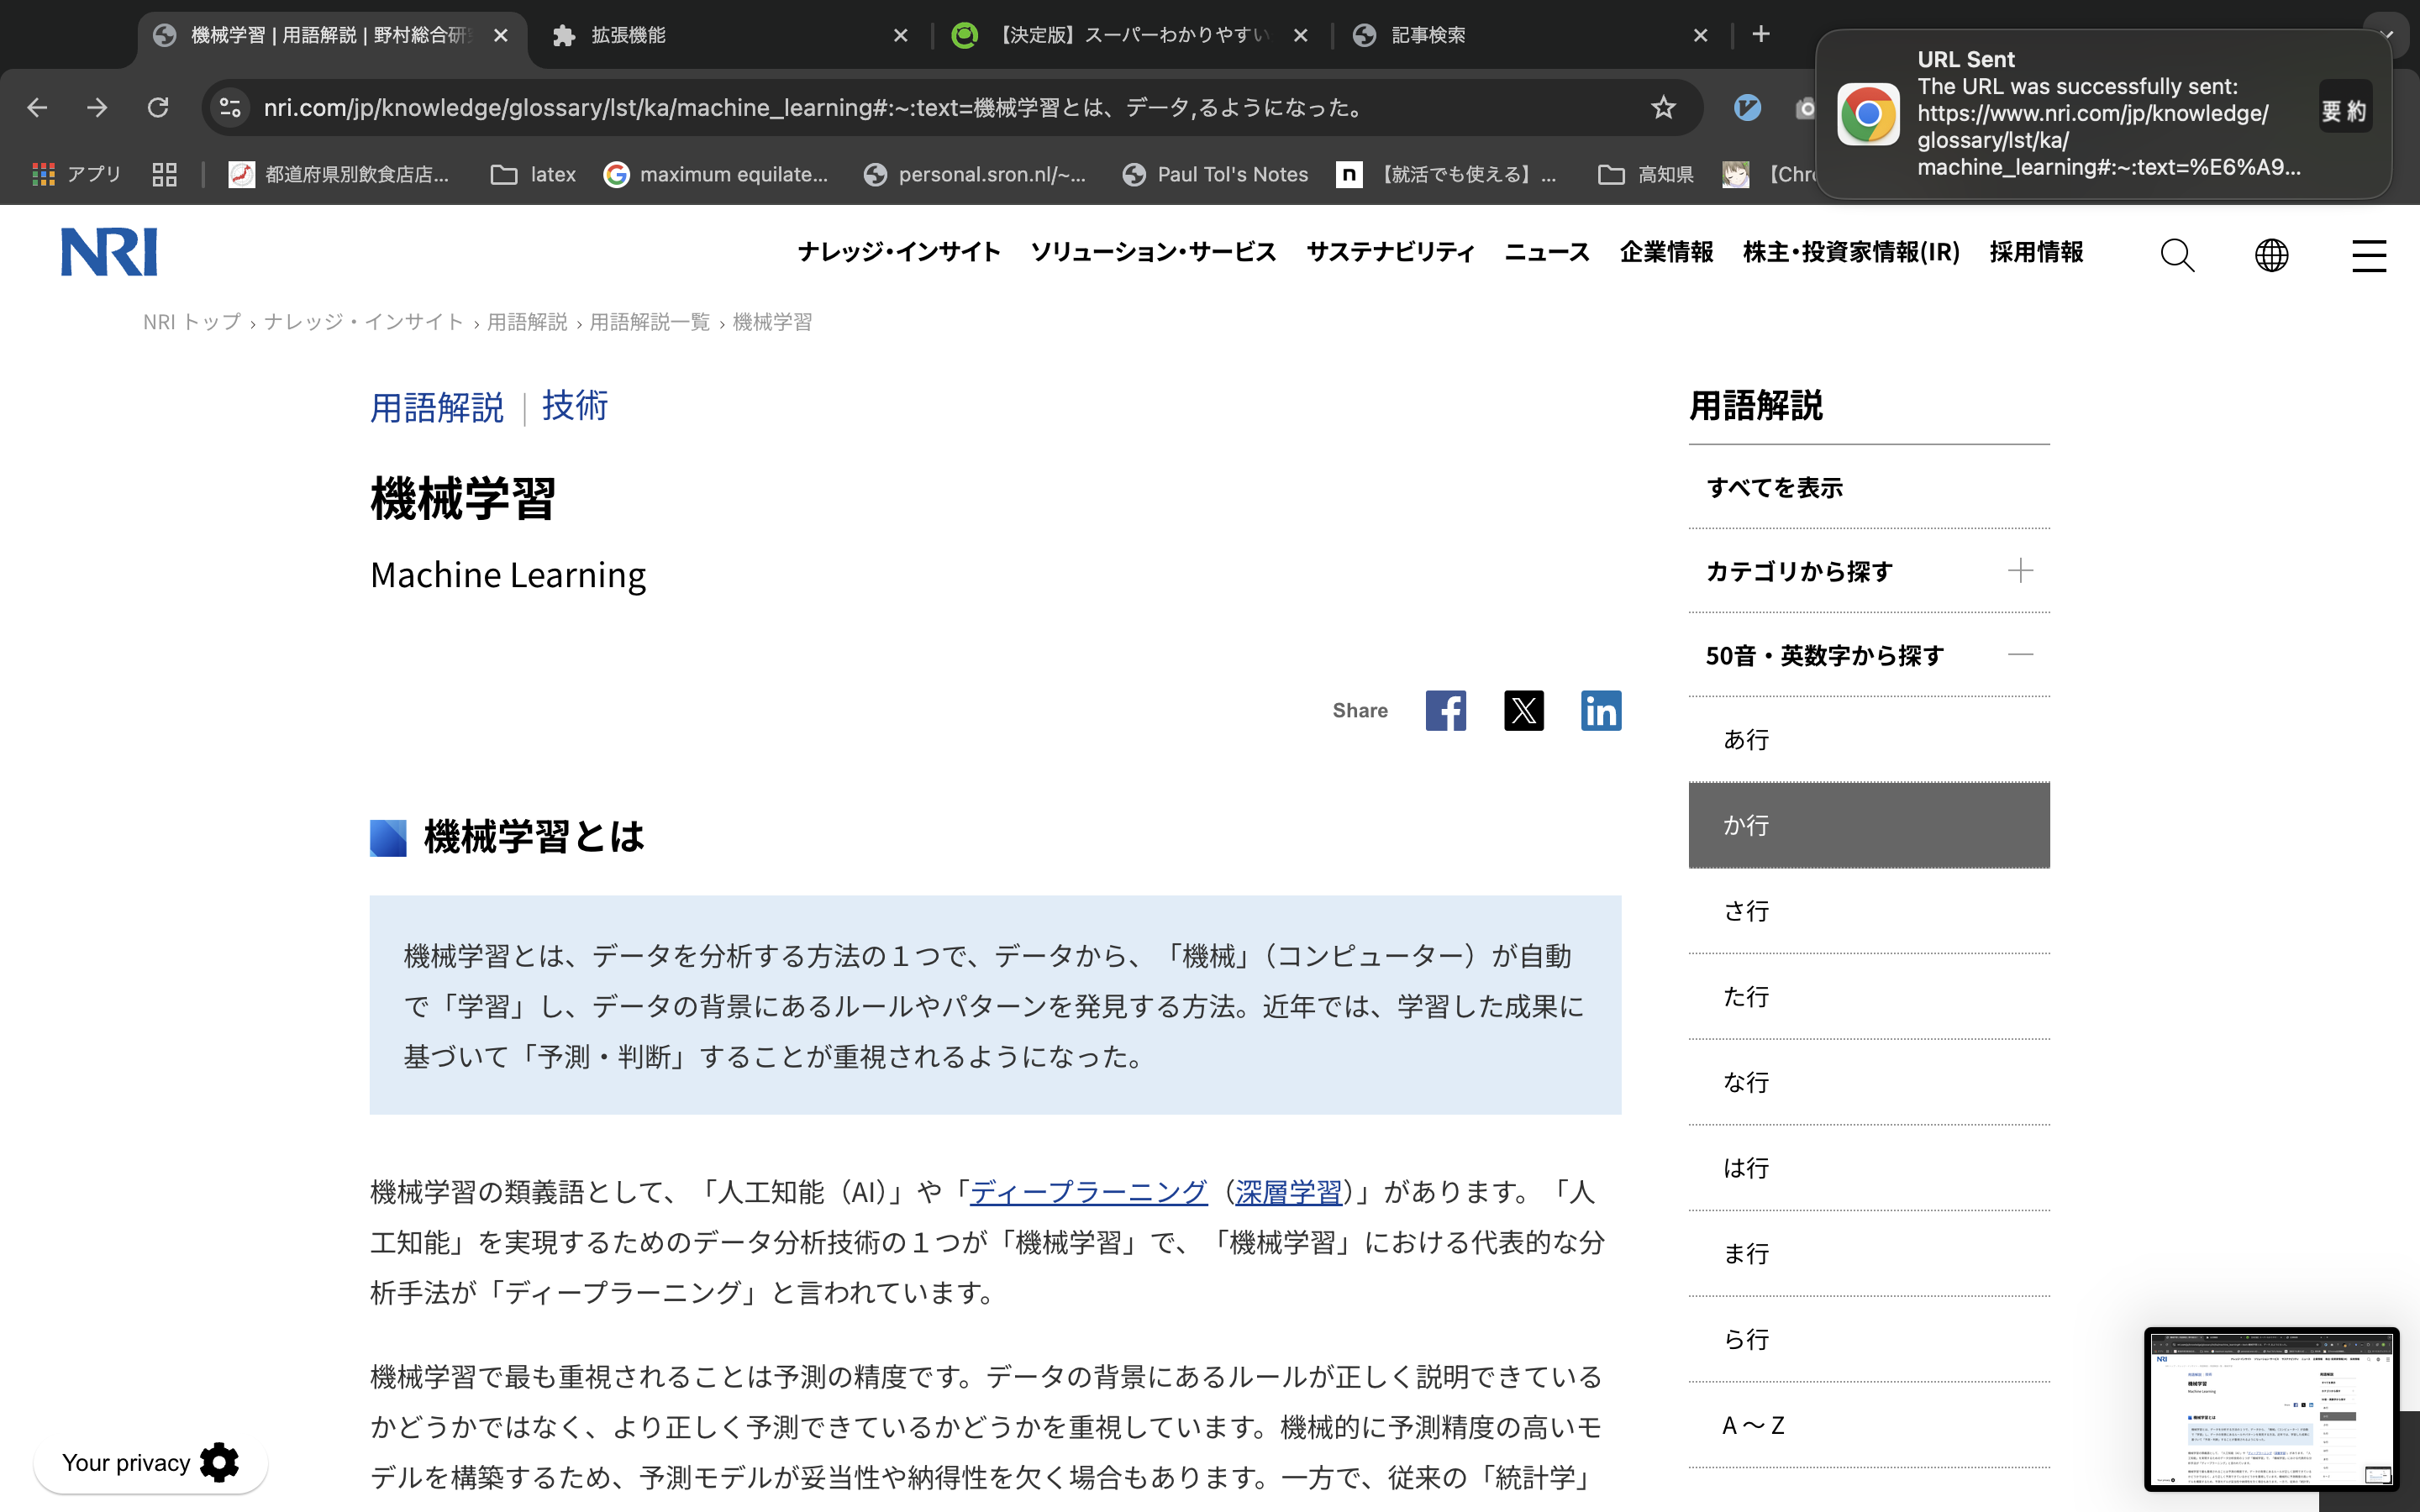 機械学習 | 用語解説 | 野村総合研
拡張機能
【決定版】スーパーわかりやすい
記事検索
nri.com/jp/knowledge/glossary/lst/ka/machine_learning#:~:text=機械学習とは、データ,るようになった。
URL Sent
The URL was successfully sent:
https://www.nri.com/jp/knowledge/
glossary/lst/ka/
machine_learning#:~:text=%E6%A9...
要約
アプリ
都道府県別飲食店店...
latex
maximum equilate...
personal.sron.nl/~...
Paul Tol's Notes
【就活でも使える】...
高知県
【Chr
NRI
ナレッジ・インサイト
ソリューション・サービス
サステナビリティ
ニュース
企業情報
株主・投資家情報(IR)
採用情報
NRI トップ › ナレッジ・インサイト › 用語解説 › 用語解説一覧 › 機械学習
用語解説 | 技術
機械学習
Machine Learning
Share
機械学習とは
機械学習とは、データを分析する方法の１つで、データから、「機械」（コンピューター）が自動
で「学習」し、データの背景にあるルールやパターンを発見する方法。近年では、学習した成果に
基づいて「予測・判断」することが重視されるようになった。
機械学習の類義語として、「人工知能（AI）」や「ディープラーニング（深層学習）」があります。「人
工知能」を実現するためのデータ分析技術の１つが「機械学習」で、「機械学習」における代表的な分
析手法が「ディープラーニング」と言われています。
機械学習で最も重視されることは予測の精度です。データの背景にあるルールが正しく説明できている
かどうかではなく、より正しく予測できているかどうかを重視しています。機械的に予測精度の高いモ
デルを構築するため、予測モデルが妥当性や納得性を欠く場合もあります。一方で、従来の「統計学」
用語解説
すべてを表示
カテゴリから探す
50音・英数字から探す
あ行
か行
さ行
た行
な行
は行
ま行
ら行
A ～ Z
Your privacy